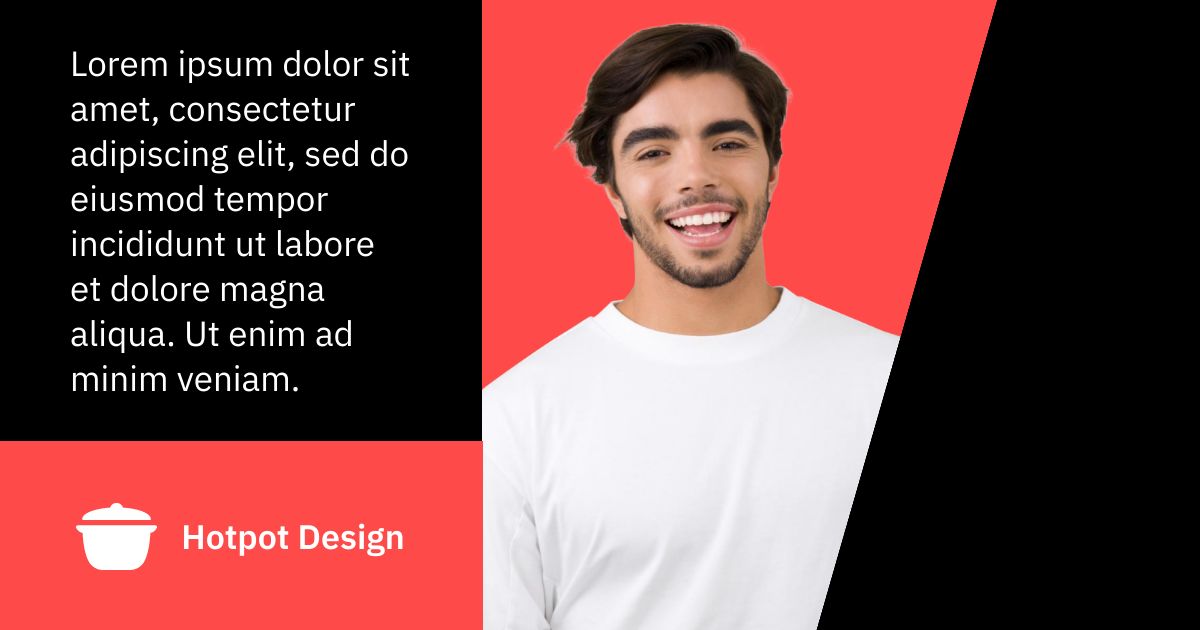 Lorem ipsum dolor sit
amet, consectetur
adipiscing elit, sed do
eiusmod tempor
incididunt ut labore
et dolore magna
aliqua. Ut enim ad
minim veniam.
Hotpot Design